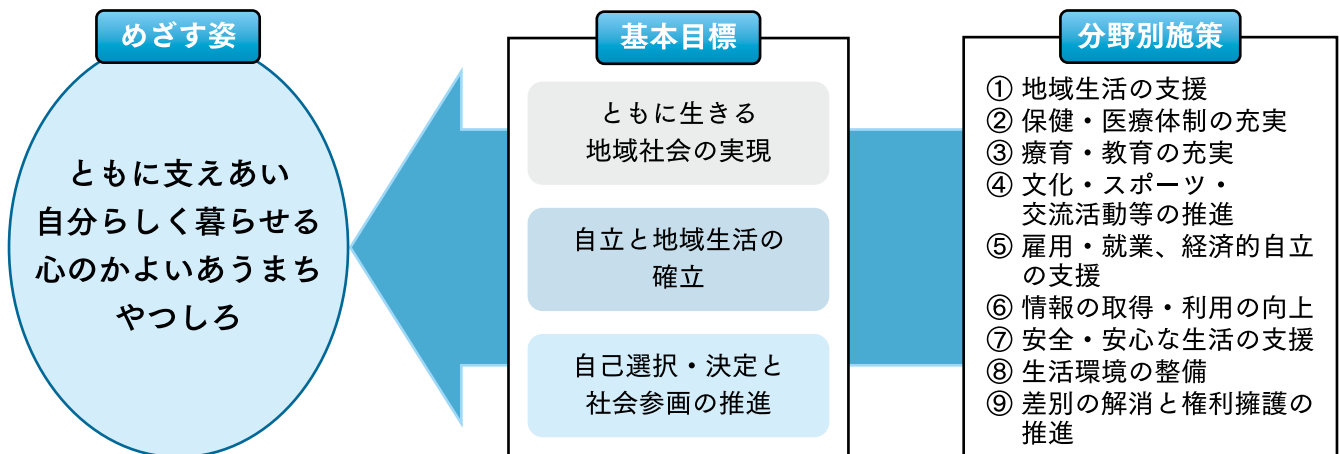 めざす姿
ともに支えあい
自分らしく暮らせる
心のかよいあうまち
やつしろ
基本目標
ともに生きる
地域社会の実現
自立と地域生活の
確立
自己選択・決定と
社会参画の推進
分野別施策
① 地域生活の支援
② 保健・医療体制の充実
③ 療育・教育の充実
④ 文化・スポーツ・
交流活動等の推進
⑤ 雇用・就業、経済的自立
の支援
⑥ 情報の取得・利用の向上
⑦ 安全・安心な生活の支援
⑧ 生活環境の整備
⑨ 差別の解消と権利擁護の
推進